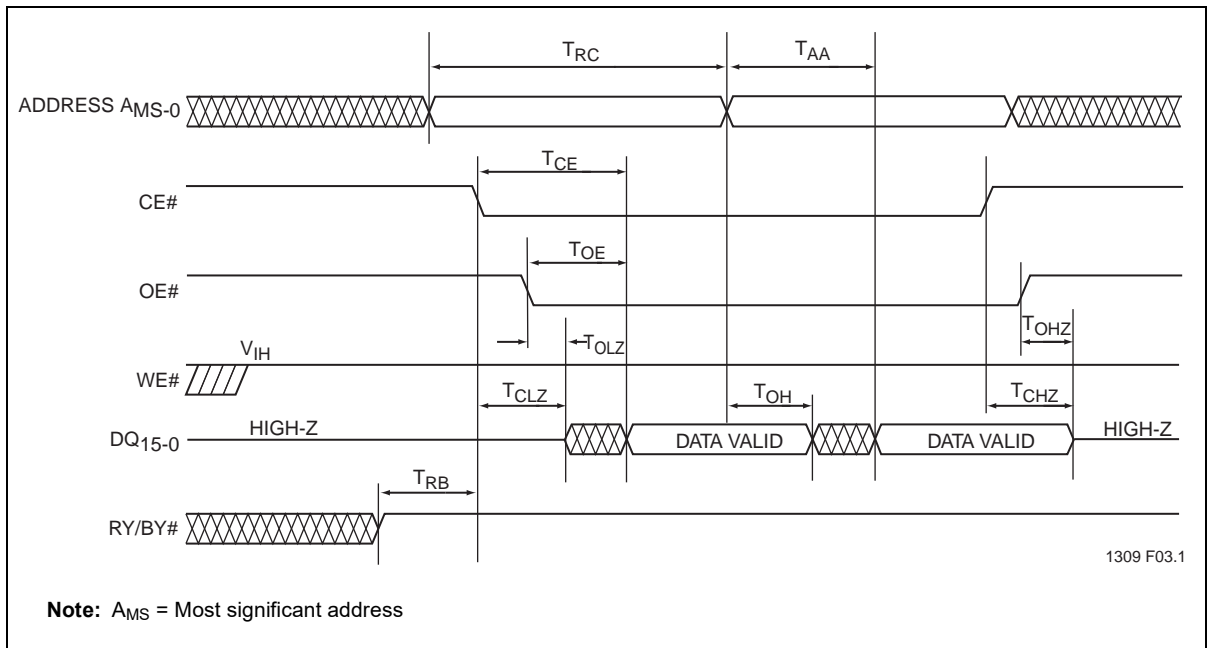 TRC
TAA
ADDRESS AMS-0
TCE
CE#
TOE
OE#
TOHZ
TOLZ
VIH
WE#
TCLZ
TOH
TCHZ
HIGH-Z
DQ15-0
DATA VALID
DATA VALID
HIGH-Z
TRB
RY/BY#
1309 F03.1
Note: AMS = Most significant address